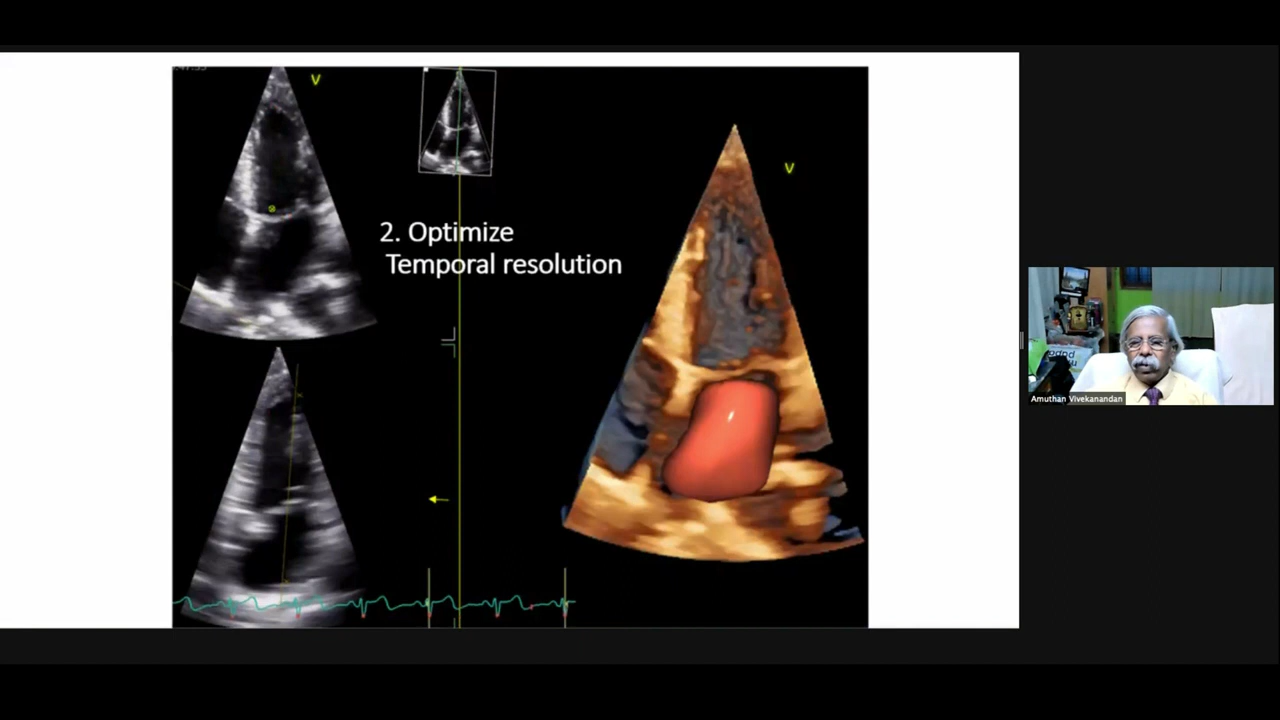 V
V
2. Optimize
Temporal resolution
Amuthan Vivekanandan